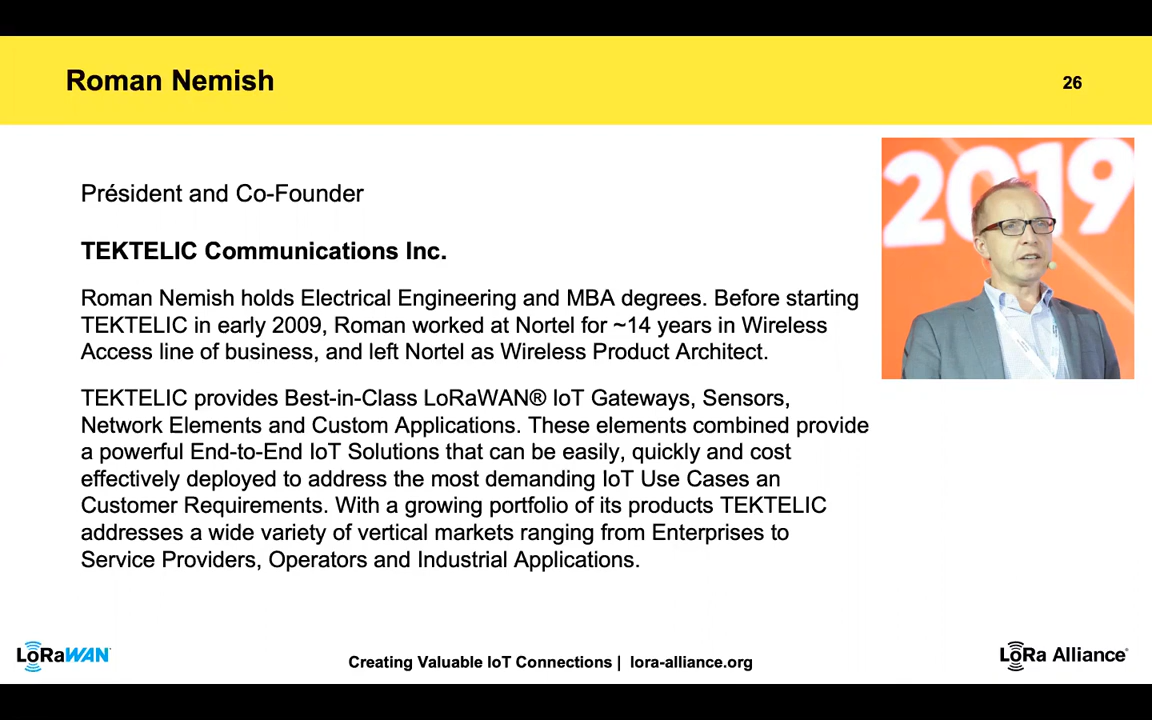 Roman Nemish
26
2019
Président and Co-Founder
TEKTELIC Communications Inc.
Roman Nemish holds Electrical Engineering and MBA degrees. Before starting
TEKTELIC in early 2009, Roman worked at Nortel for ~14 years in Wireless
Access line of business, and left Nortel as Wireless Product Architect.
TEKTELIC provides Best-in-Class LoRaWAN® IoT Gateways, Sensors,
Network Elements and Custom Applications. These elements combined provide
a powerful End-to-End IoT Solutions that can be easily, quickly and cost
effectively deployed to address the most demanding IoT Use Cases an
Customer Requirements. With a growing portfolio of its products TEKTELIC
addresses a wide variety of vertical markets ranging from Enterprises to
Service Providers, Operators and Industrial Applications.
LoRaWAN
Creating Valuable IoT Connections | lora-alliance.org
LoRa Alliance®